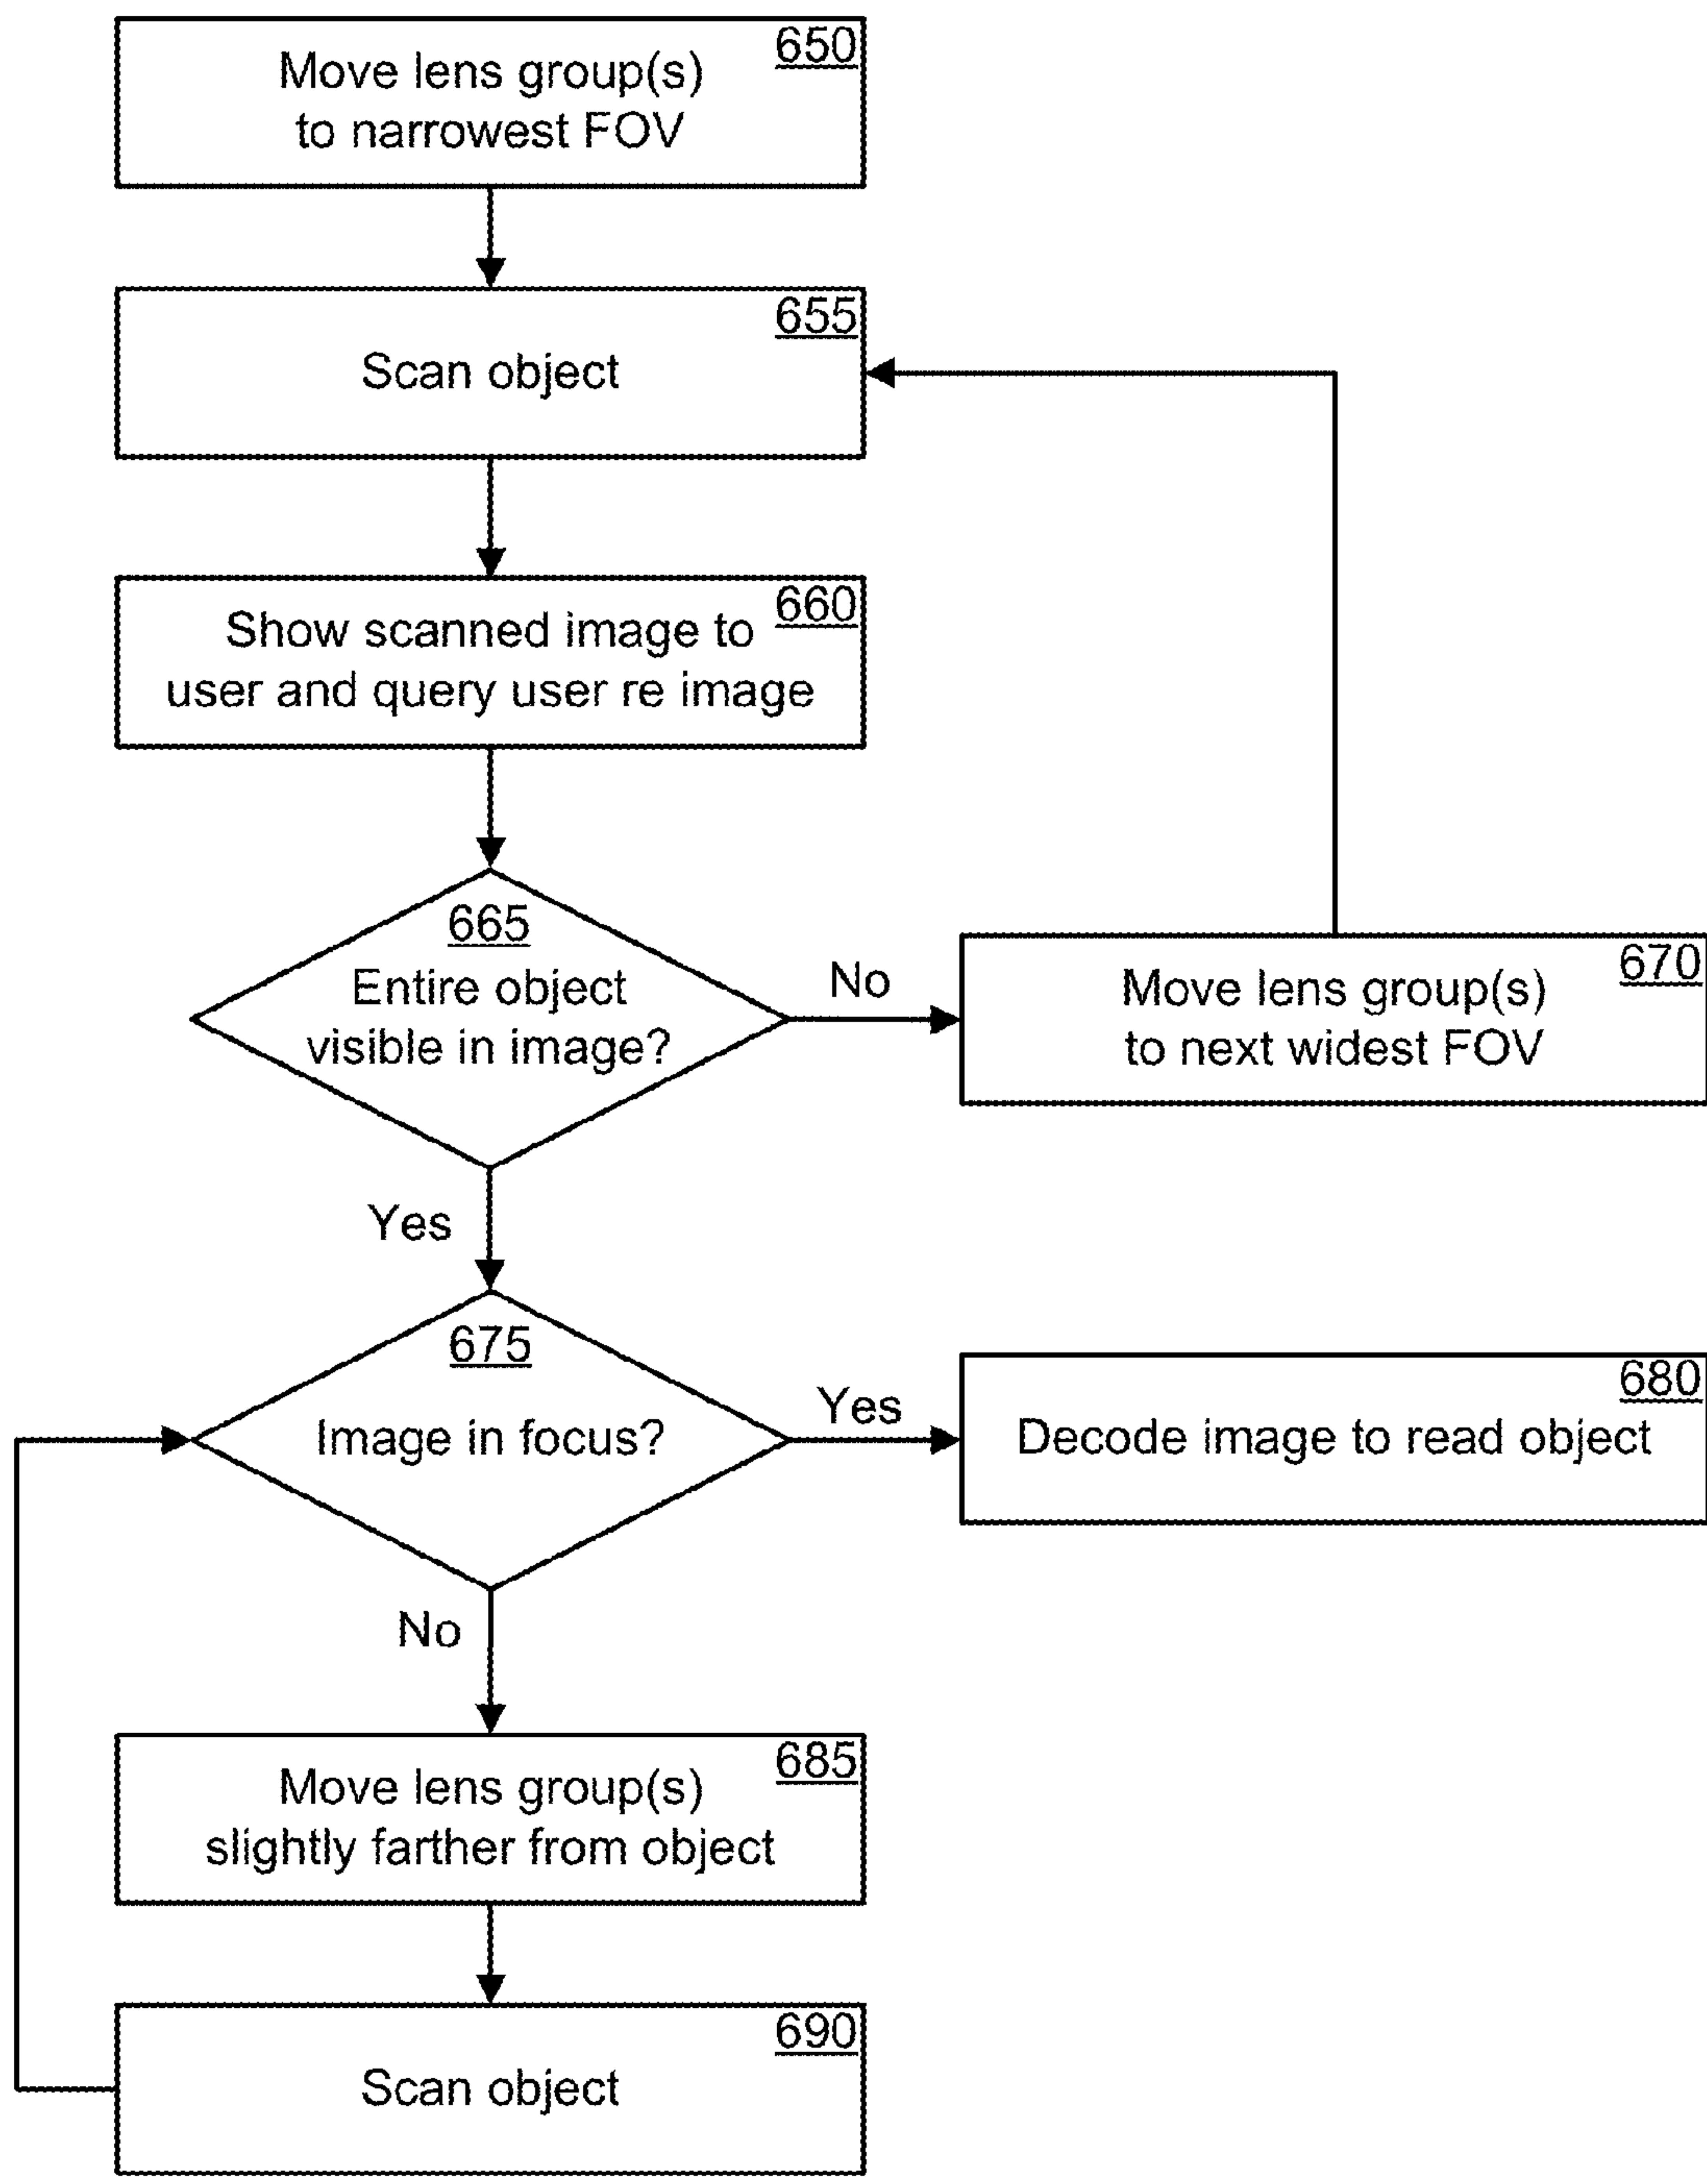 650
Move lens group(s)
to narrowest FOV
655
Scan object
660
Show scanned image to
user and query user re image
665
Entire object
visible in image?
No
670
Move lens group(s)
to next widest FOV
Yes
675
Image in focus?
Yes
680
Decode image to read object
No
685
Move lens group(s)
slightly farther from object
690
Scan object